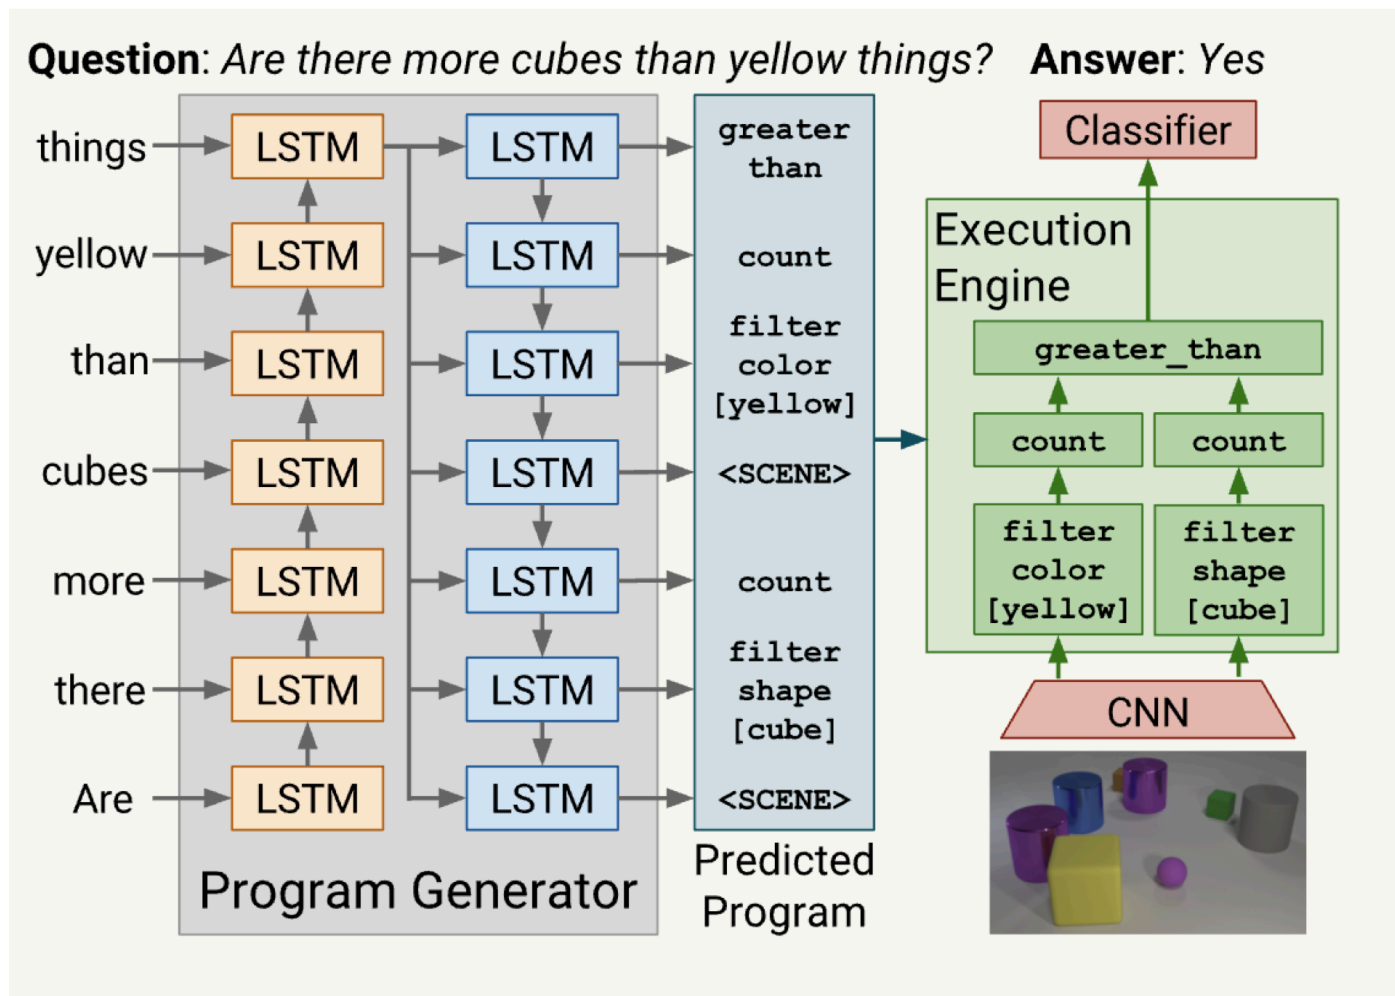 Question: Are there more cubes than yellow things? Answer: Yes
things
LSTM
LSTM
greater
than
yellow
LSTM
LSTM
count
than
LSTM
LSTM
filter
color
[yellow]
cubes
LSTM
LSTM
<SCENE>
more
LSTM
LSTM
count
there
LSTM
LSTM
filter
shape
[cube]
Are
LSTM
LSTM
<SCENE>
Program Generator
Predicted
Program
Classifier
Execution
Engine
greater_than
count
count
filter
color
[yellow]
filter
shape
[cube]
CNN